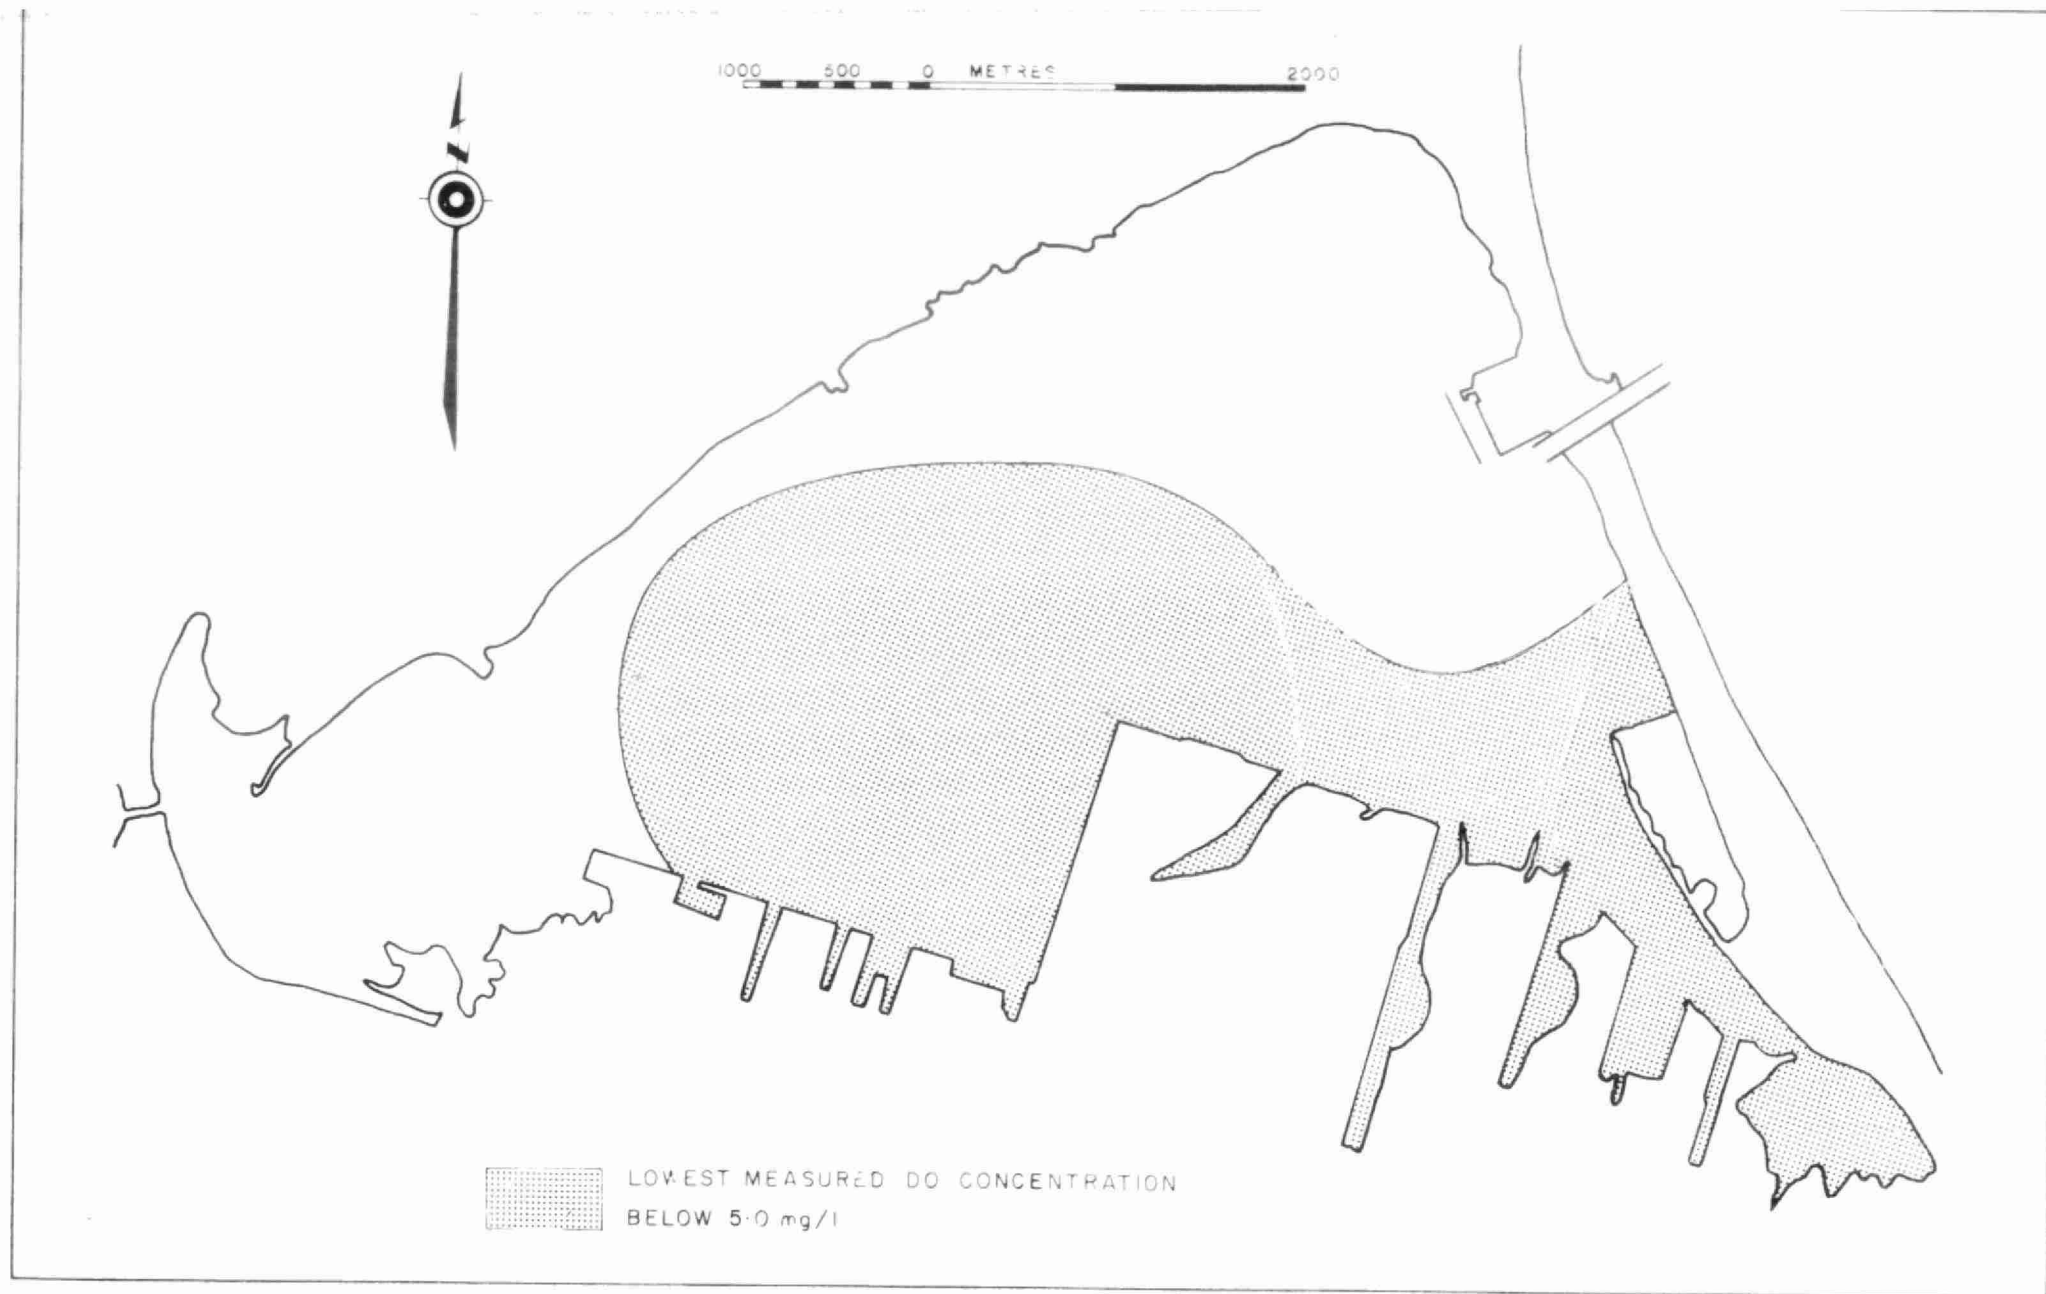 1000 500 0 METRES 2000
N
LOWEST MEASURED DO CONCENTRATION
BELOW 5.0 mg/l